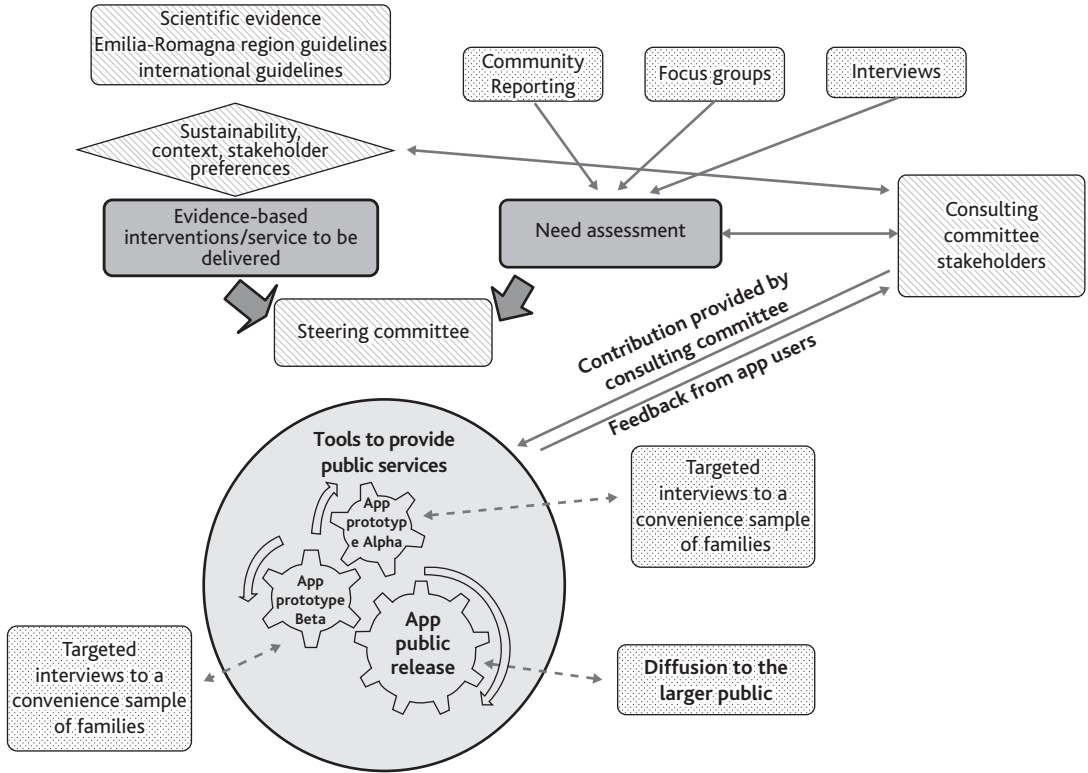 Scientific evidence
Emilia-Romagna region guidelines
international guidelines
Community
Reporting
Focus groups
Interviews
Sustainability,
context, stakeholder
preferences
Evidence-based
interventions/service to be
delivered
Need assessment
Consulting
committee
stakeholders
Steering committee
Contribution provided by
consulting committee
Feedback from app users
Tools to provide
public services
App
prototyp
e Alpha
Targeted
interviews to a
convenience sample
of families
App
prototype
Beta
App
public
release
Targeted
interviews to a
convenience sample
of families
Diffusion to the
larger public